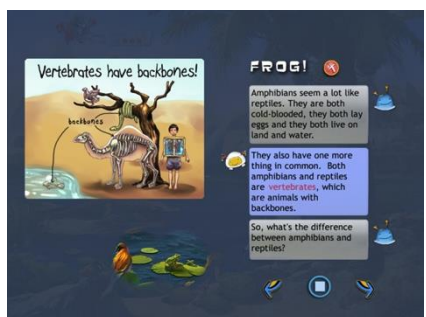 Vertebrates have backbones!
backbones
FROG!
Amphibians seem a lot like
reptiles. They are both
cold-blooded, they both lay
eggs and they both live on
land and water.
They also have one more
thing in common. Both
amphibians and reptiles
are vertebrates, which
are animals with
backbones.
So, what's the difference
between amphibians and
reptiles?